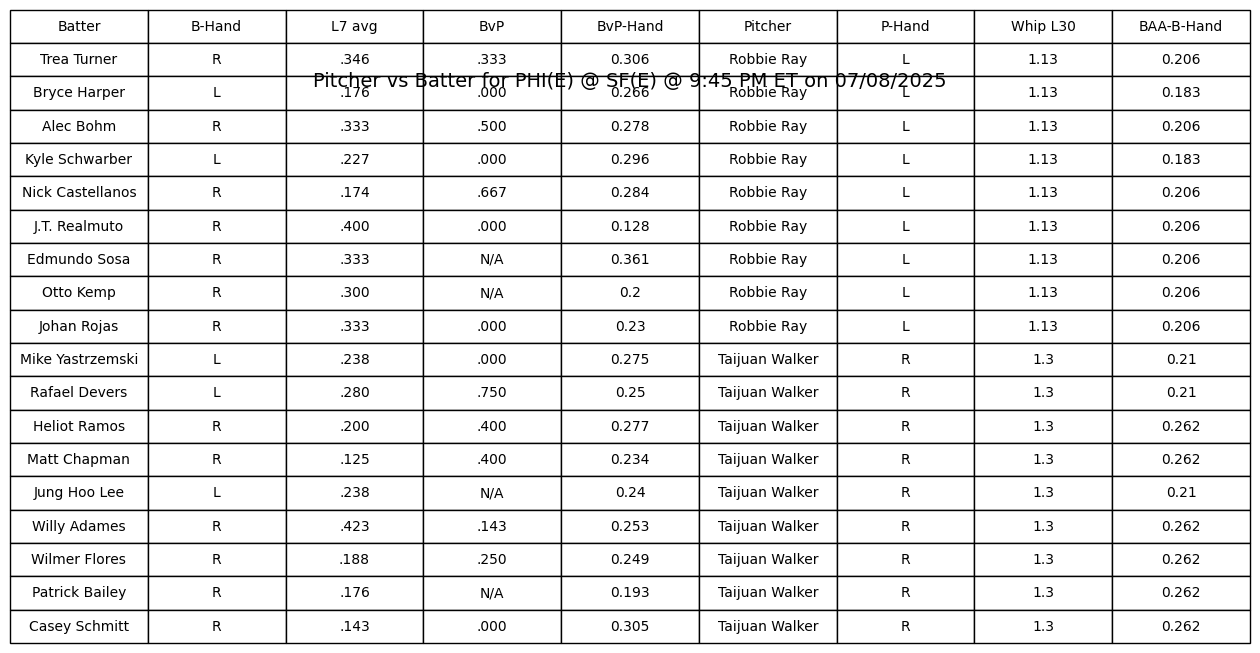 Batter B-Hand L7 avg BvP BvP-Hand Pitcher P-Hand Whip L30 BAA-B-Hand
Trea Turner R .346 .333 0.306 Robbie Ray L 1.13 0.206
Pitcher vs Batter for PHI(E) @ SF(E) @ 9:45 PM ET on 07/08/2025
Bryce Harper L .176 .000 0.266 Robbie Ray L 1.13 0.183
Alec Bohm R .333 .500 0.278 Robbie Ray L 1.13 0.206
Kyle Schwarber L .227 .000 0.296 Robbie Ray L 1.13 0.183
Nick Castellanos R .174 .667 0.284 Robbie Ray L 1.13 0.206
J.T. Realmuto R .400 .000 0.128 Robbie Ray L 1.13 0.206
Edmundo Sosa R .333 N/A 0.361 Robbie Ray L 1.13 0.206
Otto Kemp R .300 N/A 0.2 Robbie Ray L 1.13 0.206
Johan Rojas R .333 .000 0.23 Robbie Ray L 1.13 0.206
Mike Yastrzemski L .238 .000 0.275 Taijuan Walker R 1.3 0.21
Rafael Devers L .280 .750 0.25 Taijuan Walker R 1.3 0.21
Heliot Ramos R .200 .400 0.277 Taijuan Walker R 1.3 0.262
Matt Chapman R .125 .400 0.234 Taijuan Walker R 1.3 0.262
Jung Hoo Lee L .238 N/A 0.24 Taijuan Walker R 1.3 0.21
Willy Adames R .423 .143 0.253 Taijuan Walker R 1.3 0.262
Wilmer Flores R .188 .250 0.249 Taijuan Walker R 1.3 0.262
Patrick Bailey R .176 N/A 0.193 Taijuan Walker R 1.3 0.262
Casey Schmitt R .143 .000 0.305 Taijuan Walker R 1.3 0.262